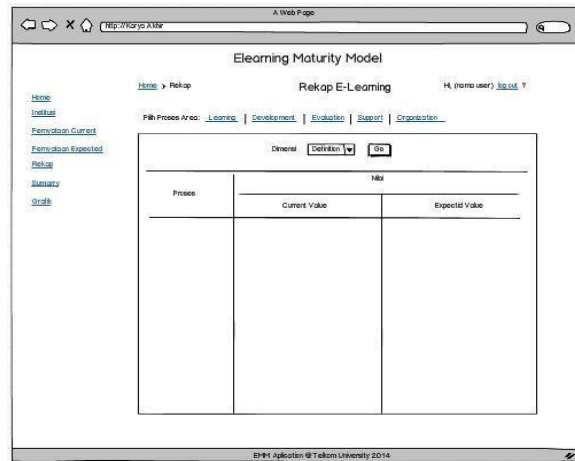 A Web Page
http://Karya Akhir
Elearning Maturity Model
Home > Rekap
Rekap E-Learning
Hi, (nama user) log out ?
Home
Institusi
Pernyataan Current
Pernyataan Expected
Rekap
Sumarry
Grafik
Pilih Proses Area: Learning | Development | Evaluation | Support | Organization
Dimensi Definition Go
Proses
Nilai
Current Value
Expectid Value
EMM Aplication @ Telkom University 2014